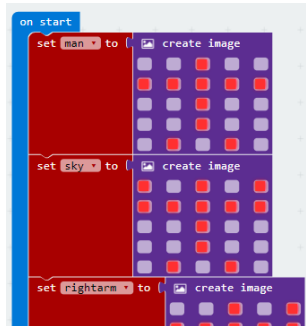 on start
set man to create image
set sky to create image
set rightarm to create image